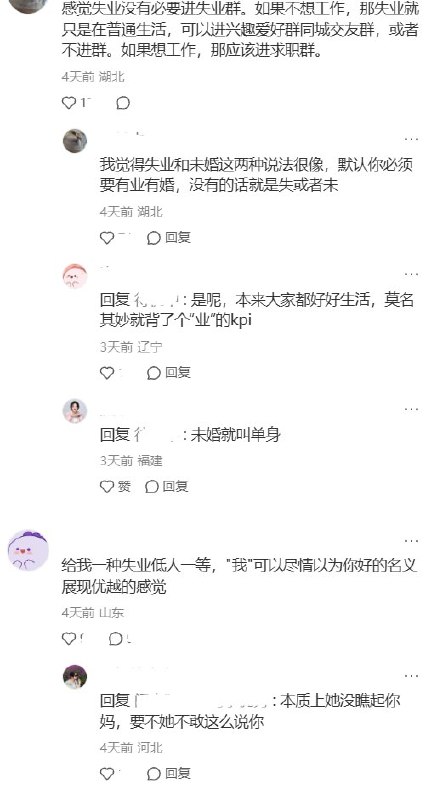 感觉失业没有必要进失业群。如果不想工作，那失业就
只是在普通生活，可以进兴趣爱好群同城交友群，或者
不进群。如果想工作，那应该进求职群。
4天前 湖北
我觉得失业和未婚这两种说法很像，默认你必须
要有业有婚，没有的话就是失或者未
4天前 湖北
回复
回复 : 是呢，本来大家都好好生活，莫名
其妙就背了个“业”的kpi
3天前 辽宁
回复
回复 : 未婚就叫单身
3天前 福建
赞 回复
给我一种失业低人一等，"我"可以尽情以为你好的名义
展现优越的感觉
4天前 山东
回复 : 本质上她没瞧起你
妈，要不她不敢这么说你
4天前 河北
回复